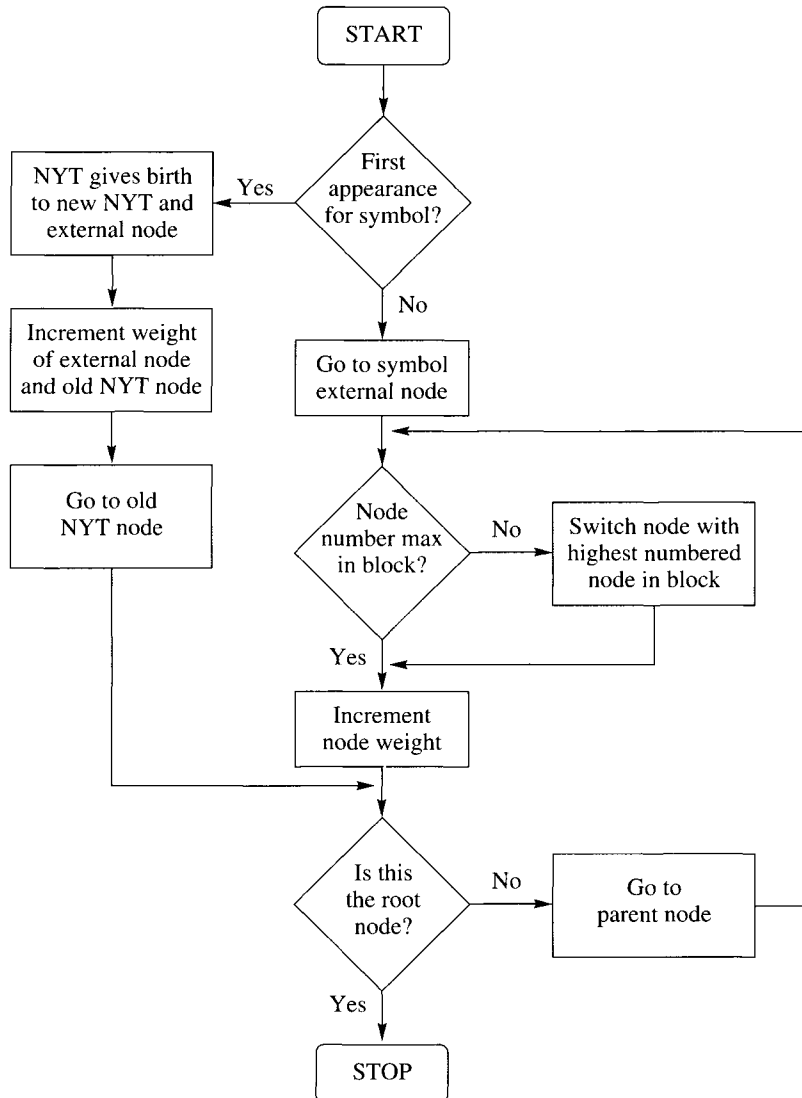 START
First
appearance
for symbol?
Yes
NYT gives birth
to new NYT and
external node
No
Increment weight
of external node
and old NYT node
Go to symbol
external node
Go to old
NYT node
Node
number max
in block?
No
Switch node with
highest numbered
node in block
Yes
Increment
node weight
Is this
the root
node?
No
Go to
parent node
Yes
STOP